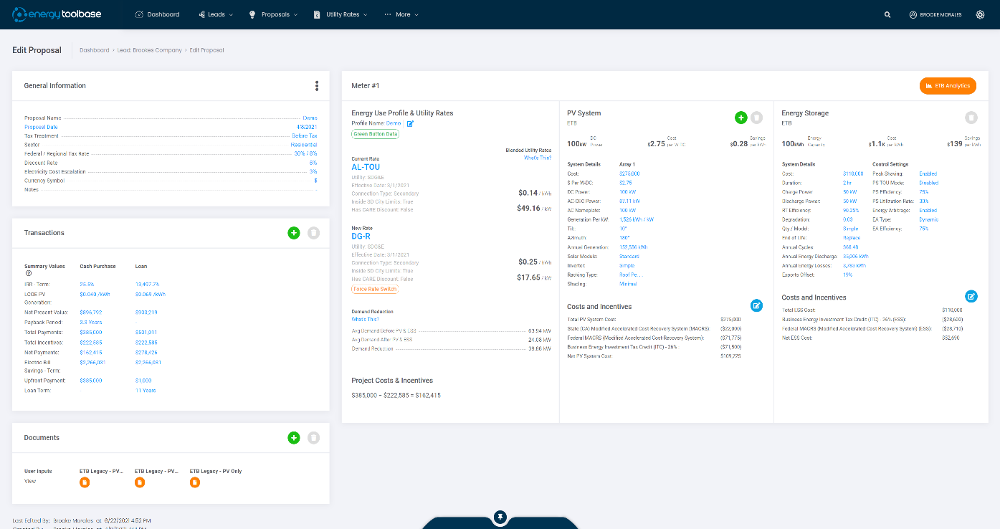 energytoolbase
Dashboard
Leads
Proposals
Utility Rates
More
BROOKE MORALES
Edit Proposal
Dashboard > Lead: Brookes Company > Edit Proposal
General Information
Proposal Name Demo
Proposal Date 4/8/2021
Tax Treatment Before Tax
Sector Residential
Federal / Regional Tax Rate 30% / 8%
Discount Rate 5%
Electricity Cost Escalation 3%
Currency Symbol $
Notes -
Transactions
Summary Values Cash Purchase Loan
IRR - Term: 25.5% 13,497.7%
LCOE PV Generation: $0.040 /kWh $0.069 /kWh
Net Present Value: $896,792 $903,219
Payback Period: 3.3 Years -
Total Payments: $385,000 $501,011
Total Incentives: $222,585 $222,585
Net Payments: $162,415 $278,426
Electric Bill Savings - Term: $2,266,031 $2,266,031
Upfront Payment: $385,000 $1,000
Loan Term: - 11 Years
Documents
User Inputs ETB Legacy - PV... ETB Legacy - PV... ETB Legacy - PV Only
View
Last Edited By: Brooke Morales at 6/22/2021 4:52 PM
Meter #1
ETB Analytics
Energy Use Profile & Utility Rates
Profile Name: Demo
Green Button Data
Blended Utility Rates
What's This?
Current Rate
AL-TOU
Utility: SDG&E
Effective Date: 3/1/2021
Connection Type: Secondary
Inside SD City Limits: True
Has CARE Discount: False
$0.14 / kWh
$49.16 / kW
New Rate
DG-R
Utility: SDG&E
Effective Date: 3/1/2021
Connection Type: Secondary
Inside SD City Limits: True
Has CARE Discount: False
$0.25 / kWh
$17.65 / kW
Force Rate Switch
Demand Reduction
What's This?
Avg Demand Before PV & ESS 63.94 kW
Avg Demand After PV & ESS 24.08 kW
Demand Reduction 39.86 kW
Project Costs & Incentives
$385,000 − $222,585 = $162,415
PV System
ETB
100kW DC Power
$2.75 Cost per W-DC
$0.28 Savings per kWh
System Details Array 1
Cost: $275,000
$ Per W-DC: $2.75
DC Power: 100 kW
AC-CEC Power: 87.11 kW
AC Nameplate: 100 kW
Generation Per kW: 1,526 kWh / kW
Tilt: 10°
Azimuth: 180°
Annual Generation: 152,556 kWh
Solar Module: Standard
Inverter: Simple
Racking Type: Roof Pe. . .
Shading: Minimal
Costs and Incentives
Total PV System Cost: $275,000
State (CA) Modified Accelerated Cost Recovery System (MACRS): ($22,000)
Federal MACRS (Modified Accelerated Cost-Recovery System): ($71,775)
Business Energy Investment Tax Credit (ITC) - 26% ($71,500)
Net PV System Cost $109,725
Energy Storage
ETB
100kWh Energy Capacity
$1.1K Cost per kWh
$139 Savings per kWh
System Details
Cost: $110,000
Duration: 2 hr
Charge Power: 50 kW
Discharge Power: 50 kW
RT Efficiency: 90.25%
Degradation: 0.03
Qty / Model: Simple
End of Life: Replace
Annual Cycles: 368.48
Annual Energy Discharge: 35,006 kWh
Annual Energy Losses: 3,783 kWh
Exports Offset: 19%
Control Settings
Peak Shaving: Enabled
PS TOU Mode: Disabled
PS Efficiency: 75%
PS Utilization Rate: 30%
Energy Arbitrage: Enabled
EA Type: Dynamic
EA Efficiency: 75%
Costs and Incentives
Total ESS Cost: $110,000
Business Energy Investment Tax Credit (ITC) - 26% (ESS): ($28,600)
Federal MACRS (Modified Accelerated Cost Recovery System) (ESS): ($28,710)
Net ESS Cost: $52,690